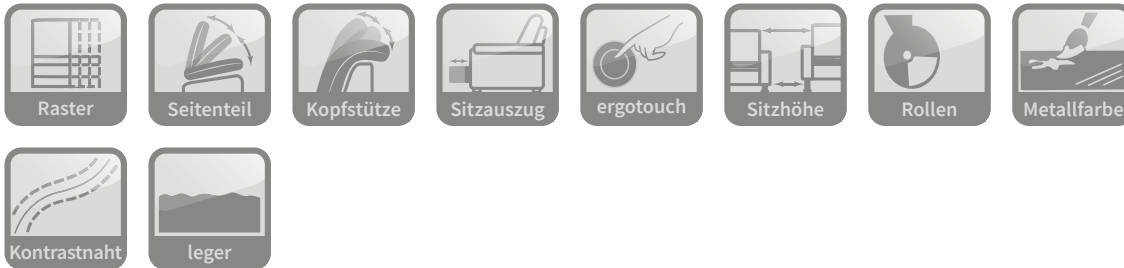 Raster
Seitenteil
Kopfstütze
Sitzauszug
ergotouch
Sitzhöhe
Rollen
Metallfarbe
Kontrastnaht
leger